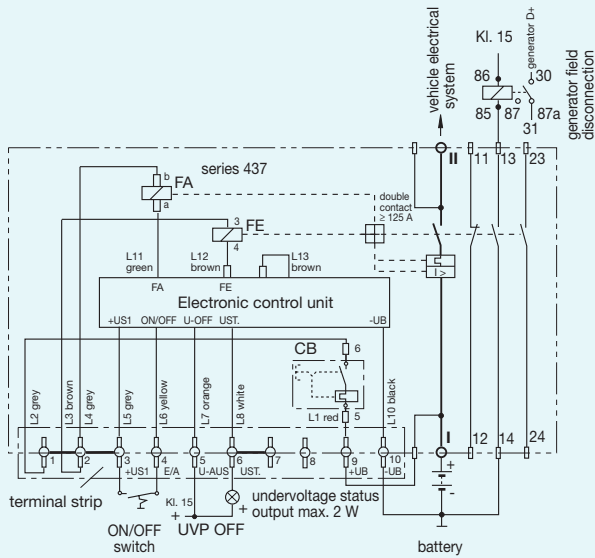 vehicle electrical
system
Kl. 15
generator D+
86
30
85
87
87a
31
generator field
disconnection
II
11
13
23
series 437
b
FA
a
double
contact
≥ 125 A
3
FE
4
L11
green
L12
brown
L13
brown
I >
FA
FE
Electronic control unit
+US1
ON/OFF
U-OFF
UST.
-UB
CB
6
L2 grey
L3 brown
L4 grey
L5 grey
L6 yellow
L7 orange
L8 white
L1 red
5
L10 black
I
12
14
24
1
2
3
4
5
6
7
8
9
10
+US1
E/A
U-AUS
UST.
+UB
-UB
terminal strip
Kl. 15
+
UVP OFF
+
undervoltage status
output max. 2 W
ON/OFF
switch
+
-
battery